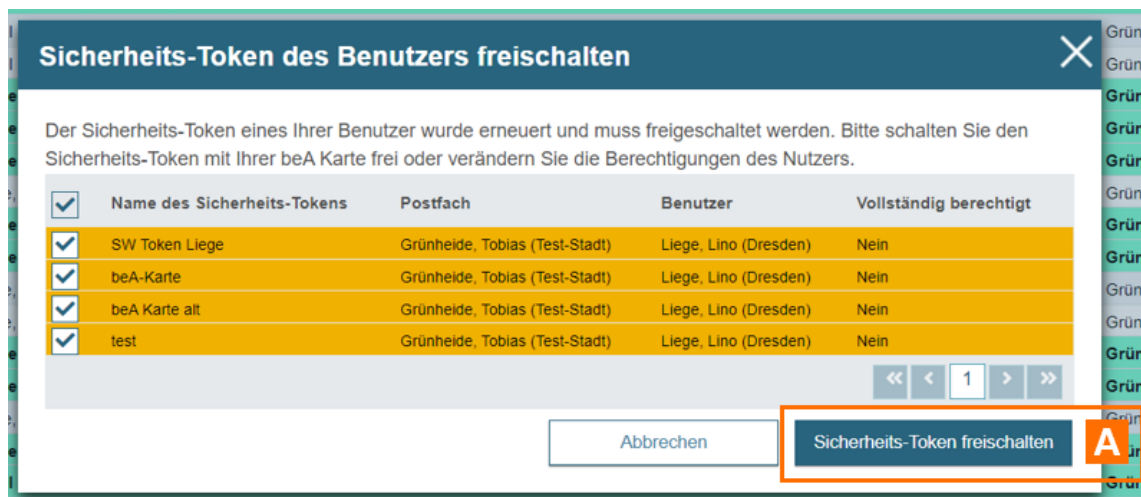 Sicherheits-Token des Benutzers freischalten
Der Sicherheits-Token eines Ihrer Benutzer wurde erneuert und muss freigeschaltet werden. Bitte schalten Sie den
Sicherheits-Token mit Ihrer beA Karte frei oder verändern Sie die Berechtigungen des Nutzers.
Name des Sicherheits-Tokens Postfach Benutzer Vollständig berechtigt
SW Token Liege Grünheide, Tobias (Test-Stadt) Liege, Lino (Dresden) Nein
beA-Karte Grünheide, Tobias (Test-Stadt) Liege, Lino (Dresden) Nein
beA Karte alt Grünheide, Tobias (Test-Stadt) Liege, Lino (Dresden) Nein
test Grünheide, Tobias (Test-Stadt) Liege, Lino (Dresden) Nein
« < 1 > »
Abbrechen Sicherheits-Token freischalten A